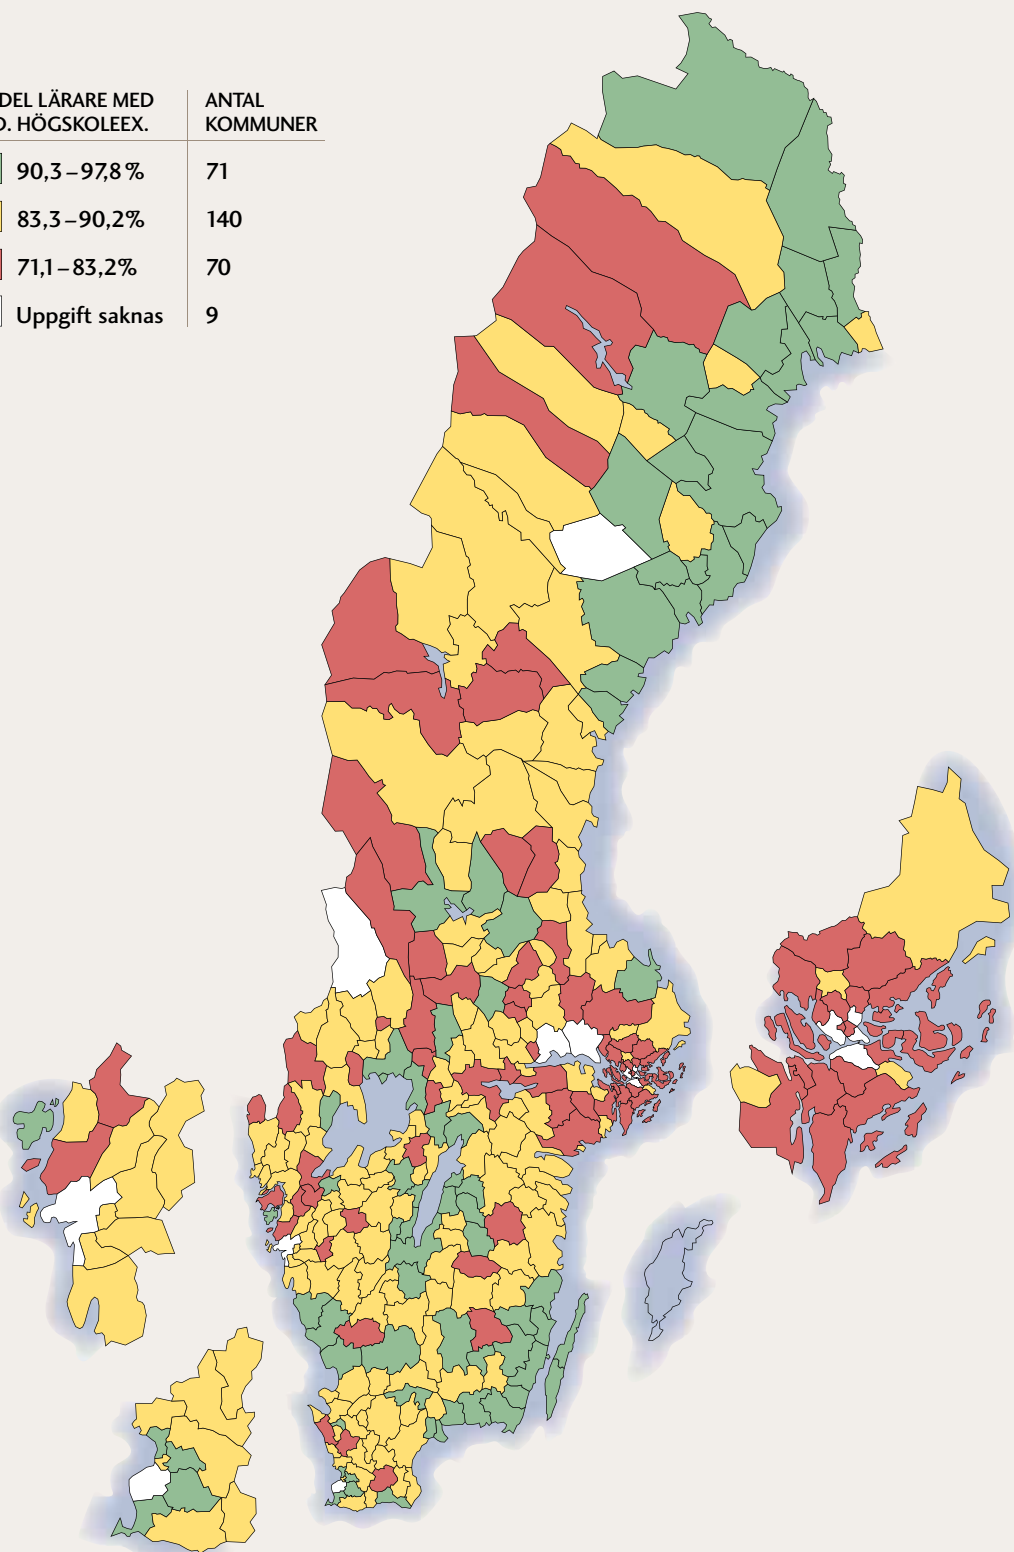 DEL LÄRARE MED
D. HÖGSKOLEEX.
ANTAL
KOMMUNER
90,3–97,8 % 71
83,3–90,2% 140
71,1–83,2% 70
Uppgift saknas 9